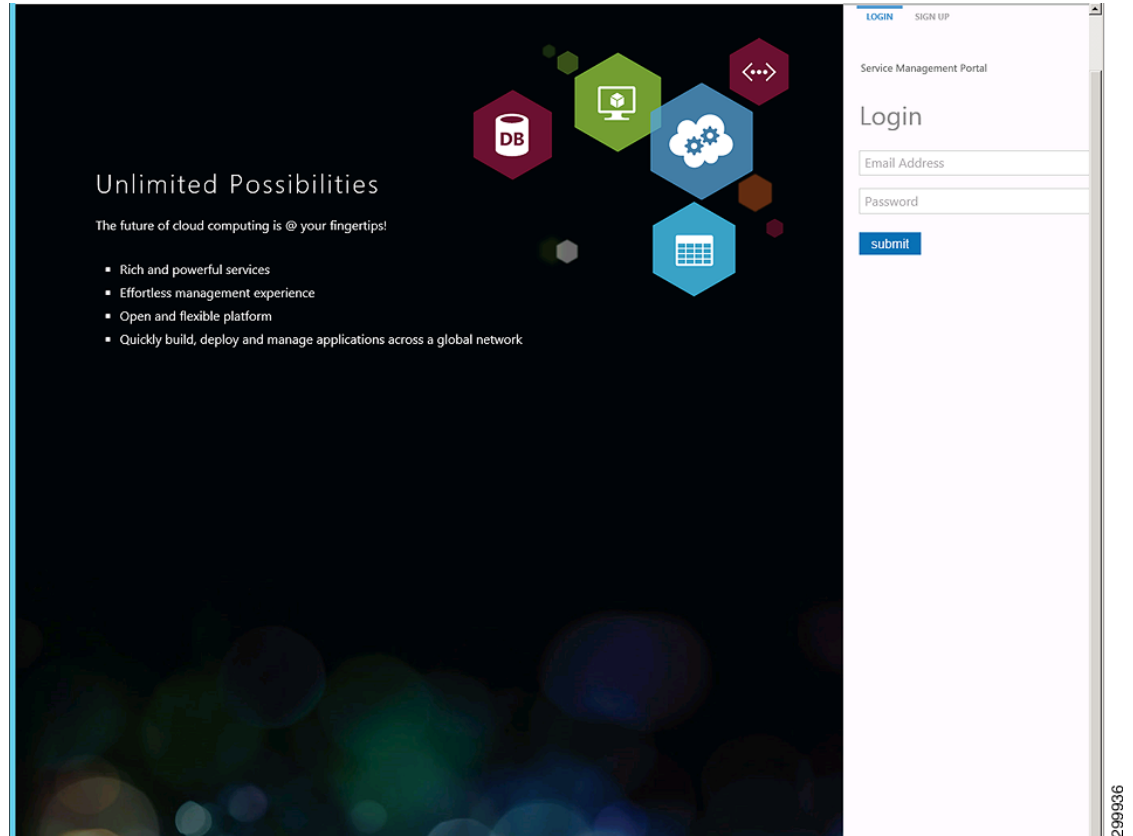 LOGIN SIGN UP
Service Management Portal
Login
Email Address
Password
submit
DB
Unlimited Possibilities
The future of cloud computing is @ your fingertips!
▪ Rich and powerful services
▪ Effortless management experience
▪ Open and flexible platform
▪ Quickly build, deploy and manage applications across a global network
299936